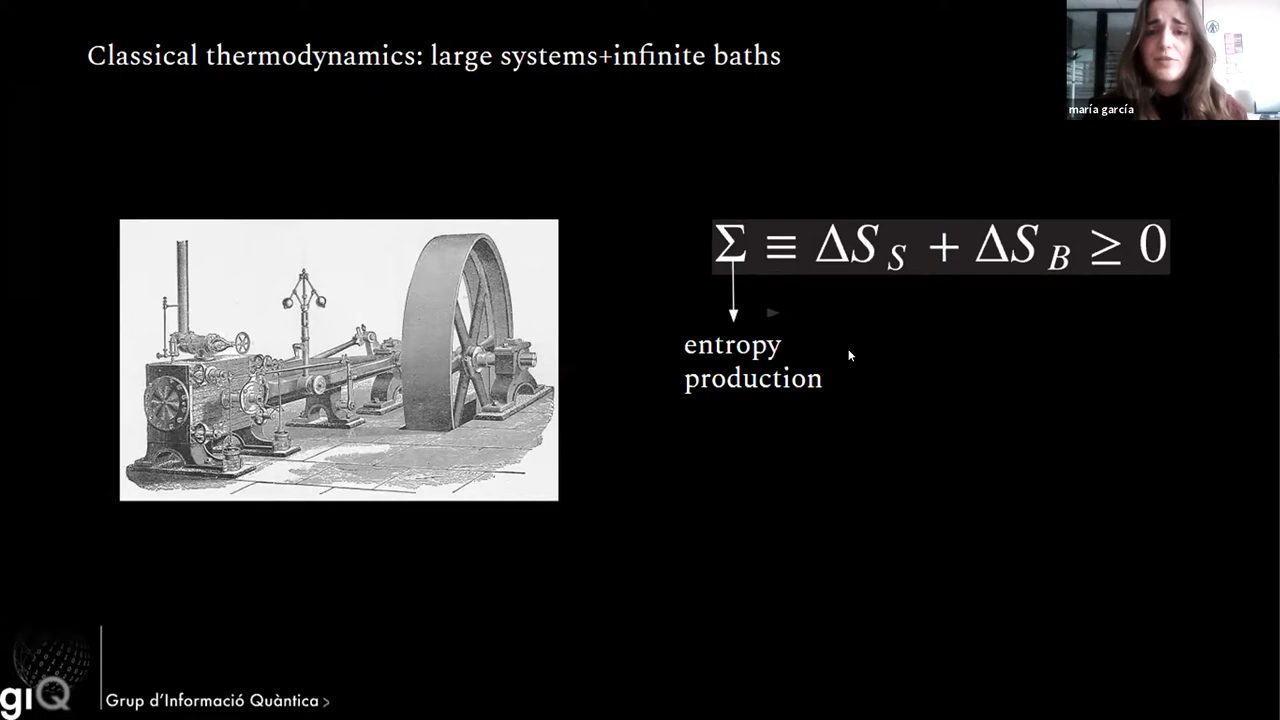 Classical thermodynamics: large systems+infinite baths
maría garcía
Σ ≡ ΔS_S + ΔS_B ≥ 0
entropy
production
giQ
Grup d'Informació Quàntica >